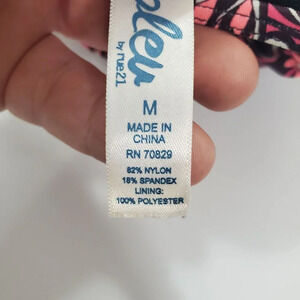 by rue21.
M
MADE IN
CHINA
RN 70829
82% NYLON
18% SPANDEX
LINING:
100% POLYESTER